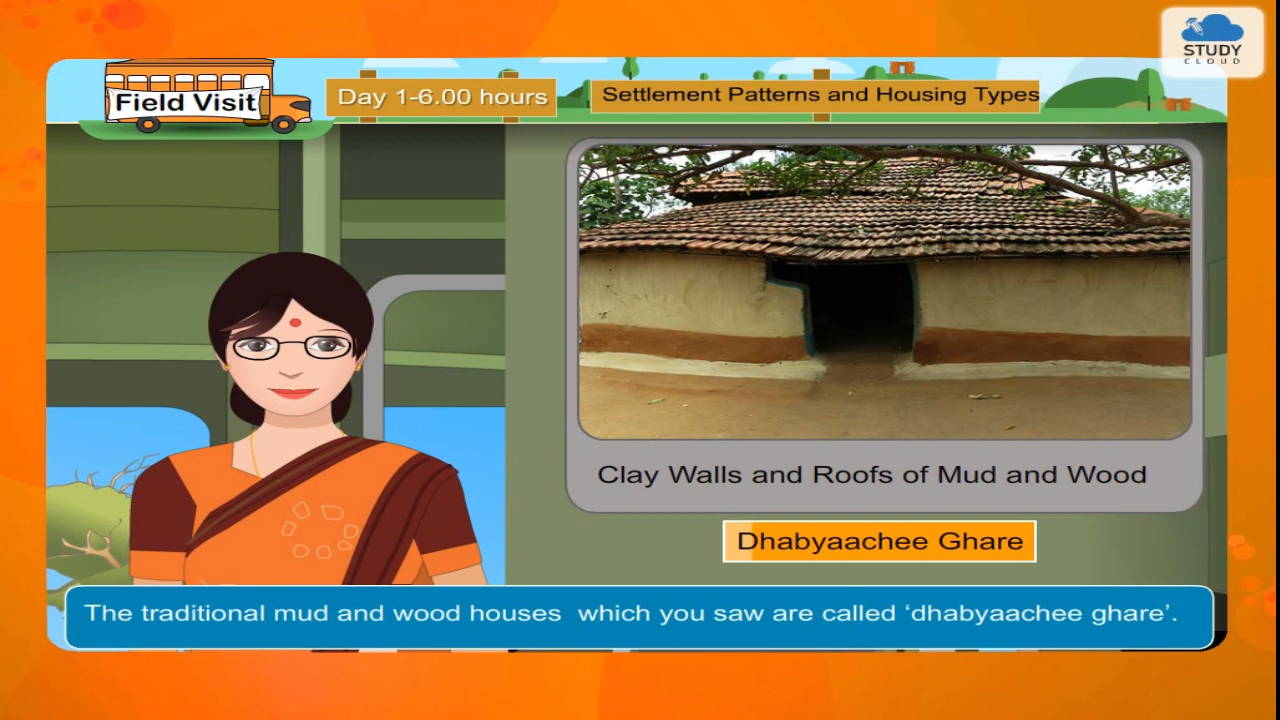 STUDY
CLOUD
Field Visit
Day 1-6.00 hours
Settlement Patterns and Housing Types
Clay Walls and Roofs of Mud and Wood
Dhabyaachee Ghare
The traditional mud and wood houses which you saw are called ‘dhabyaachee ghare’.